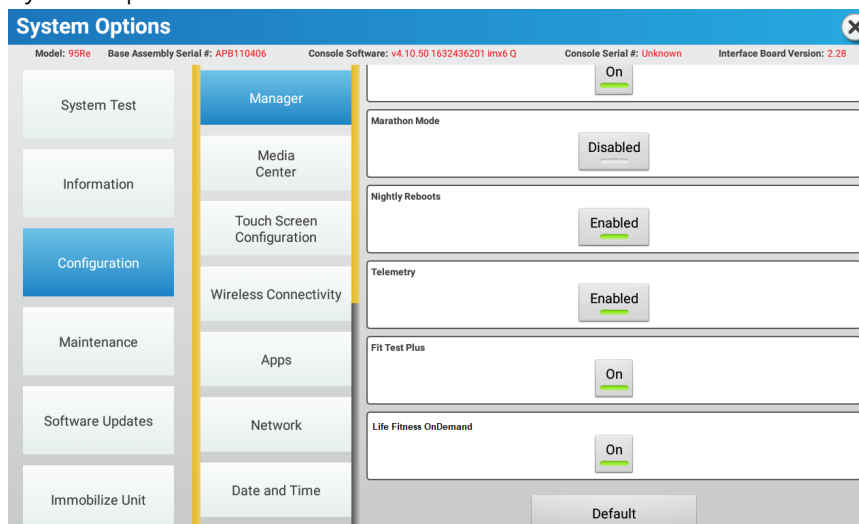 System Options
Model: 95Re Base Assembly Serial #: APB110406 Console Software: v4.10.50 1632436201 imx6 Q Console Serial #: Unknown Interface Board Version: 2.28
System Test
Information
Configuration
Maintenance
Software Updates
Immobilize Unit
Manager
Media
Center
Touch Screen
Configuration
Wireless Connectivity
Apps
Network
Date and Time
On
Marathon Mode
Disabled
Nightly Reboots
Enabled
Telemetry
Enabled
Fit Test Plus
On
Life Fitness OnDemand
On
Default